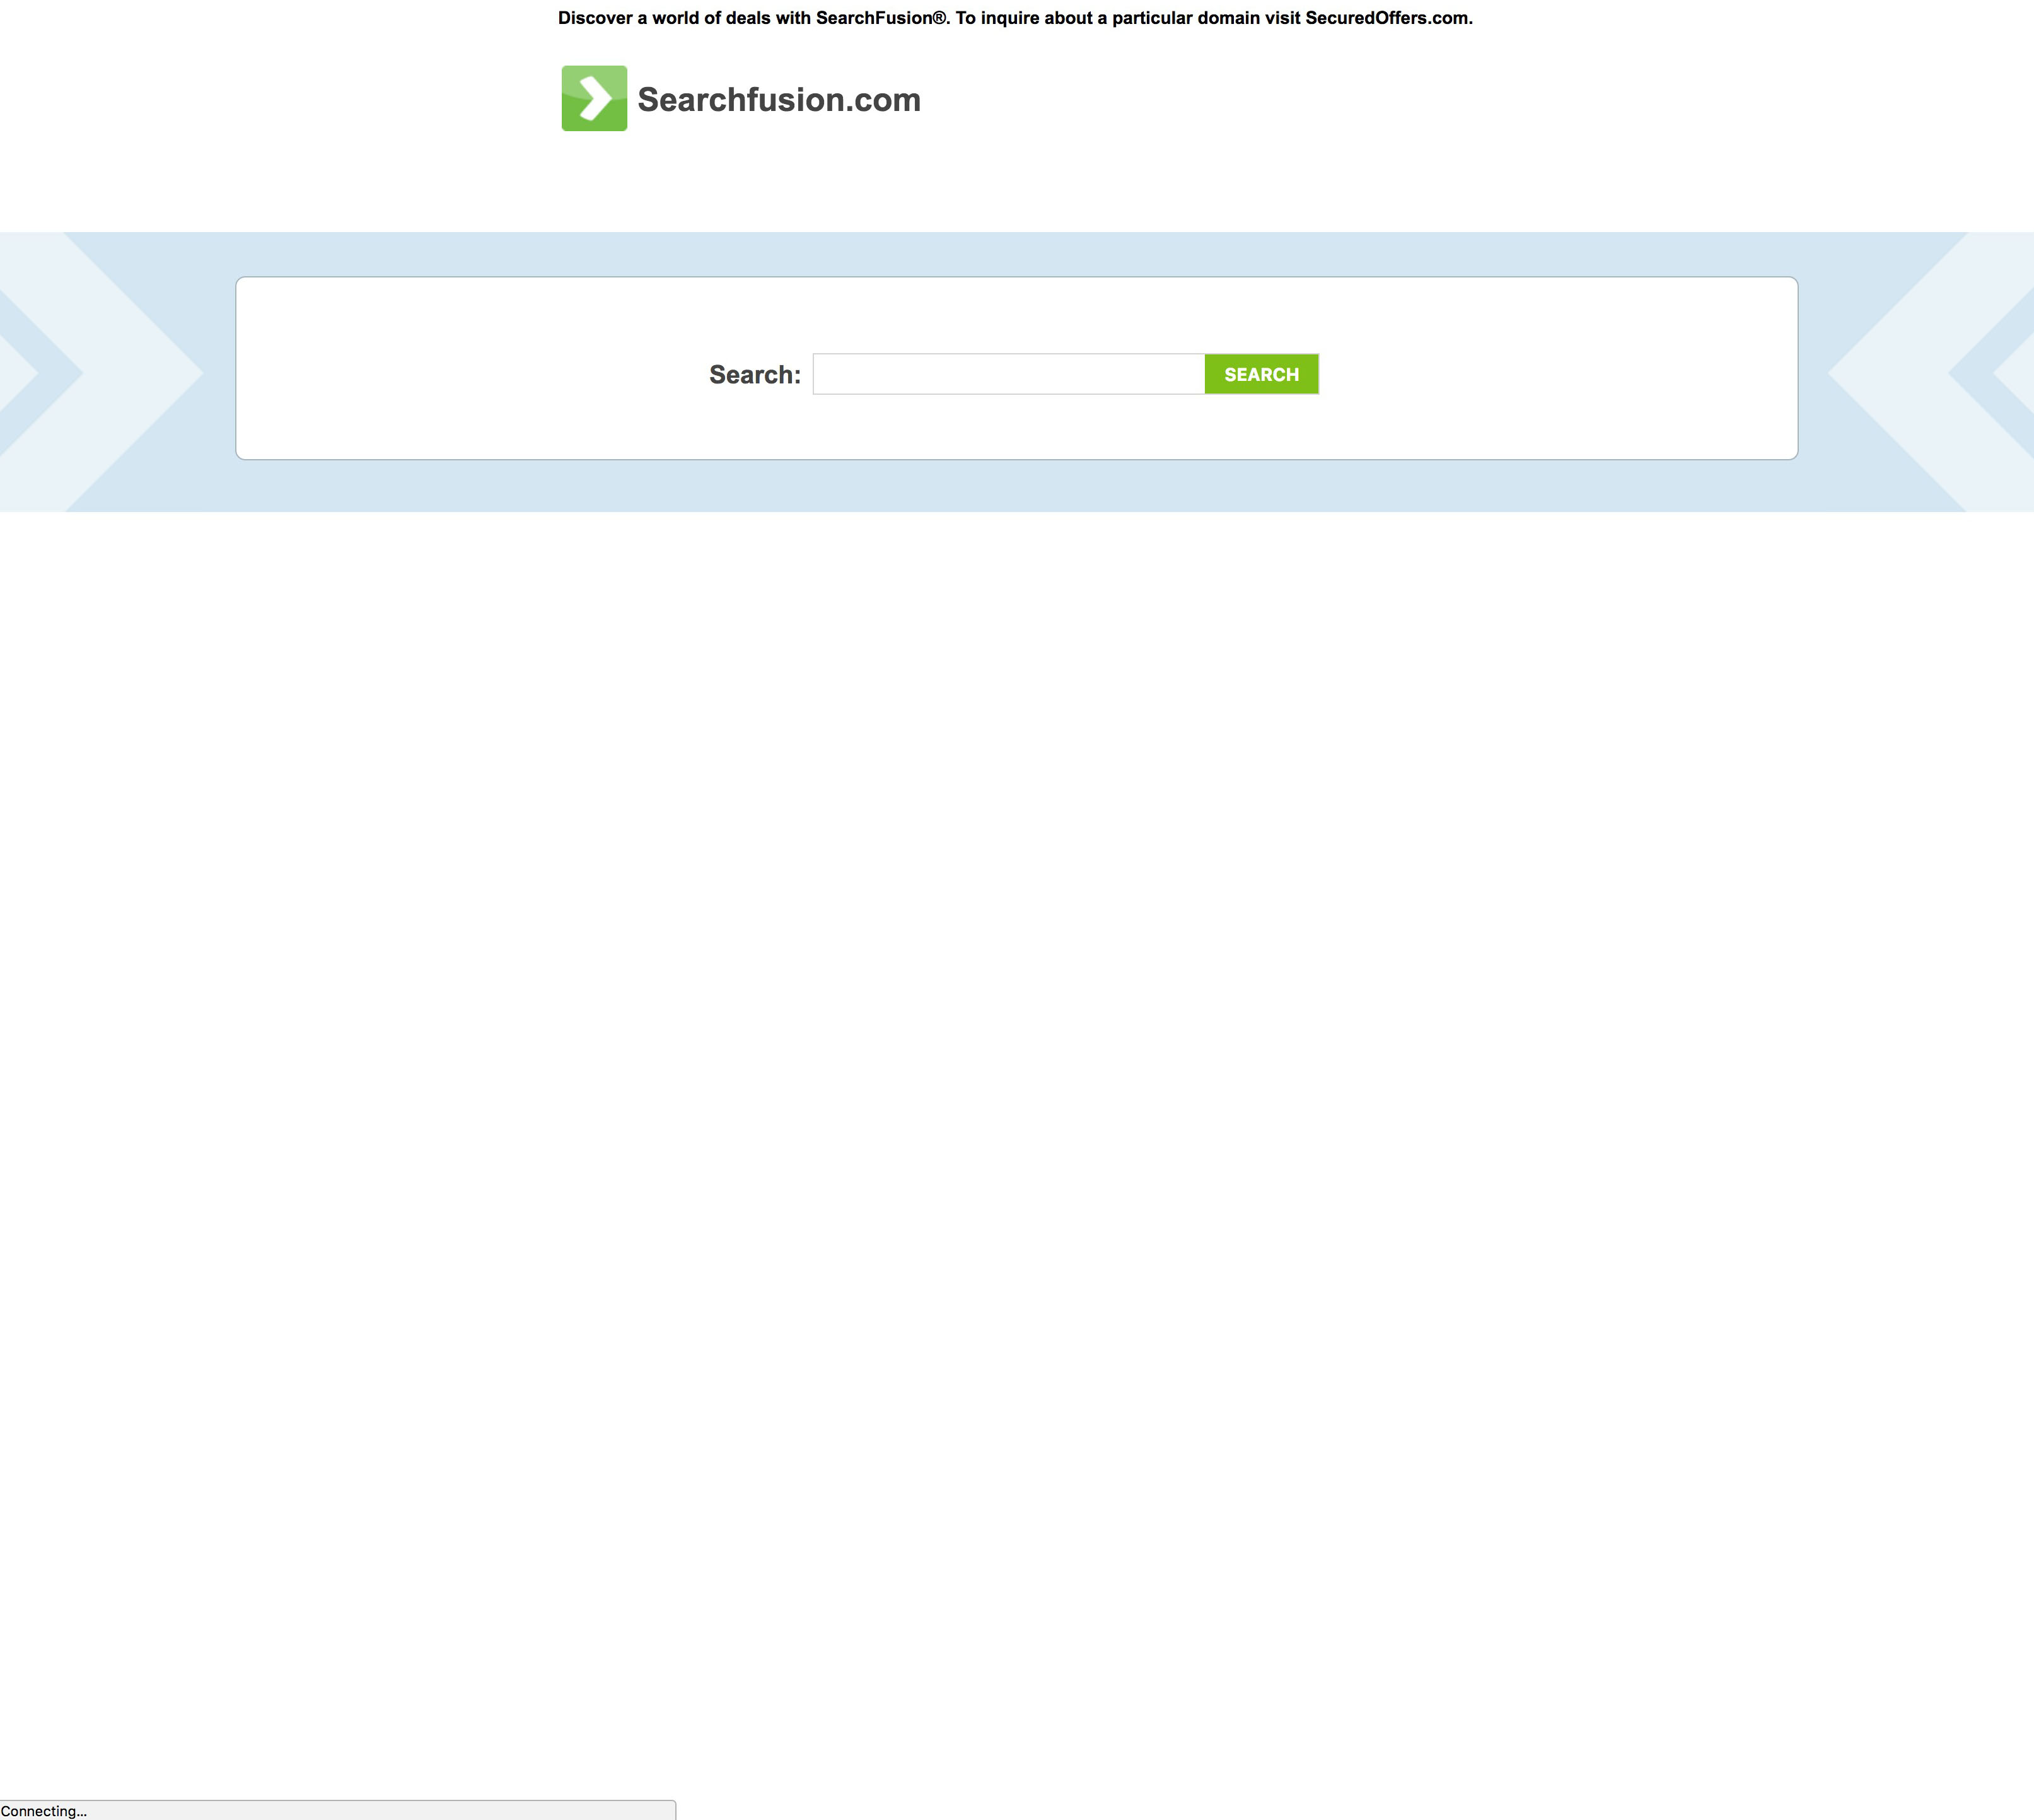 Discover a world of deals with SearchFusion®. To inquire about a particular domain visit SecuredOffers.com.
Searchfusion.com
Search: SEARCH
Connecting...